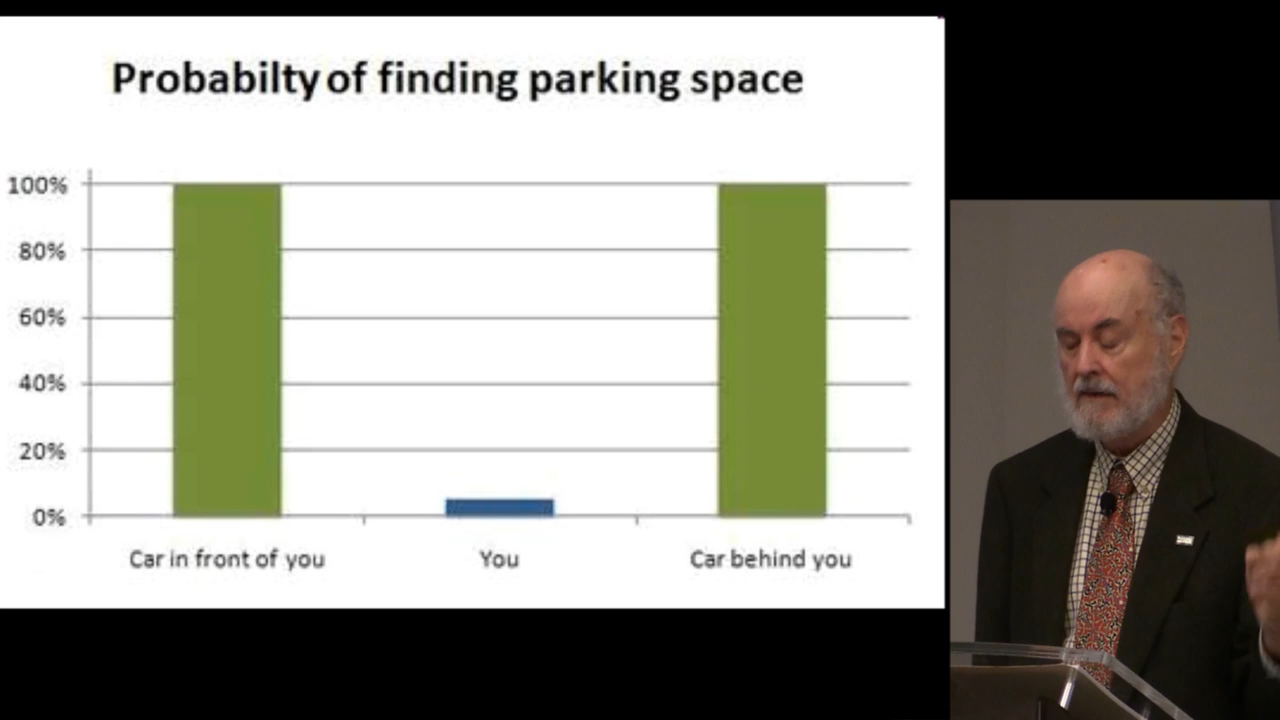 Probabilty of finding parking space
100%
80%
60%
40%
20%
0%
Car in front of you
You
Car behind you